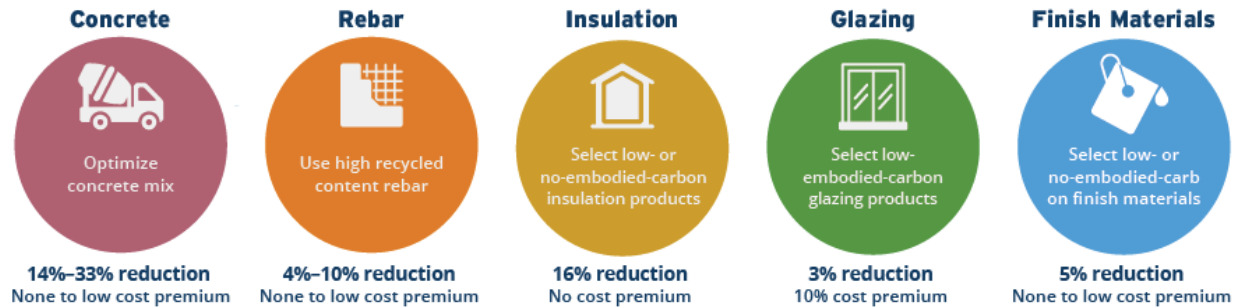 Concrete
Optimize
concrete mix
14%–33% reduction
None to low cost premium
Rebar
Use high recycled
content rebar
4%–10% reduction
None to low cost premium
Insulation
Select low- or
no-embodied-carbon
insulation products
16% reduction
No cost premium
Glazing
Select low-
embodied-carbon
glazing products
3% reduction
10% cost premium
Finish Materials
Select low- or
no-embodied-carb
on finish materials
5% reduction
None to low cost premium